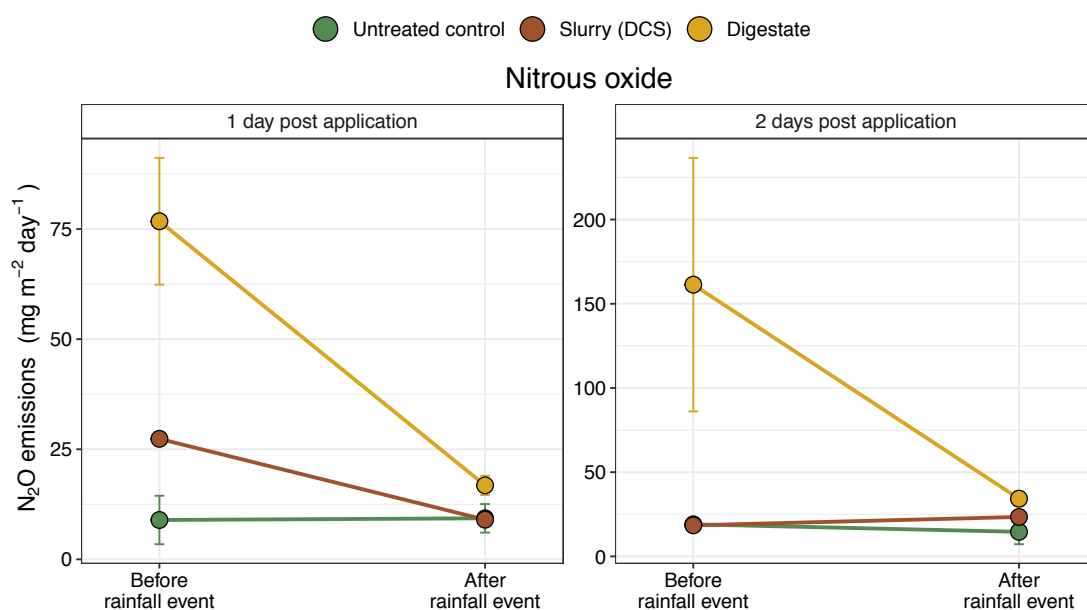 Untreated control Slurry (DCS) Digestate
Nitrous oxide
1 day post application 2 days post application
N₂O emissions (mg m⁻² day⁻¹ )
75
50
25
0
200
150
100
50
0
Before
rainfall event
After
rainfall event
Before
rainfall event
After
rainfall event